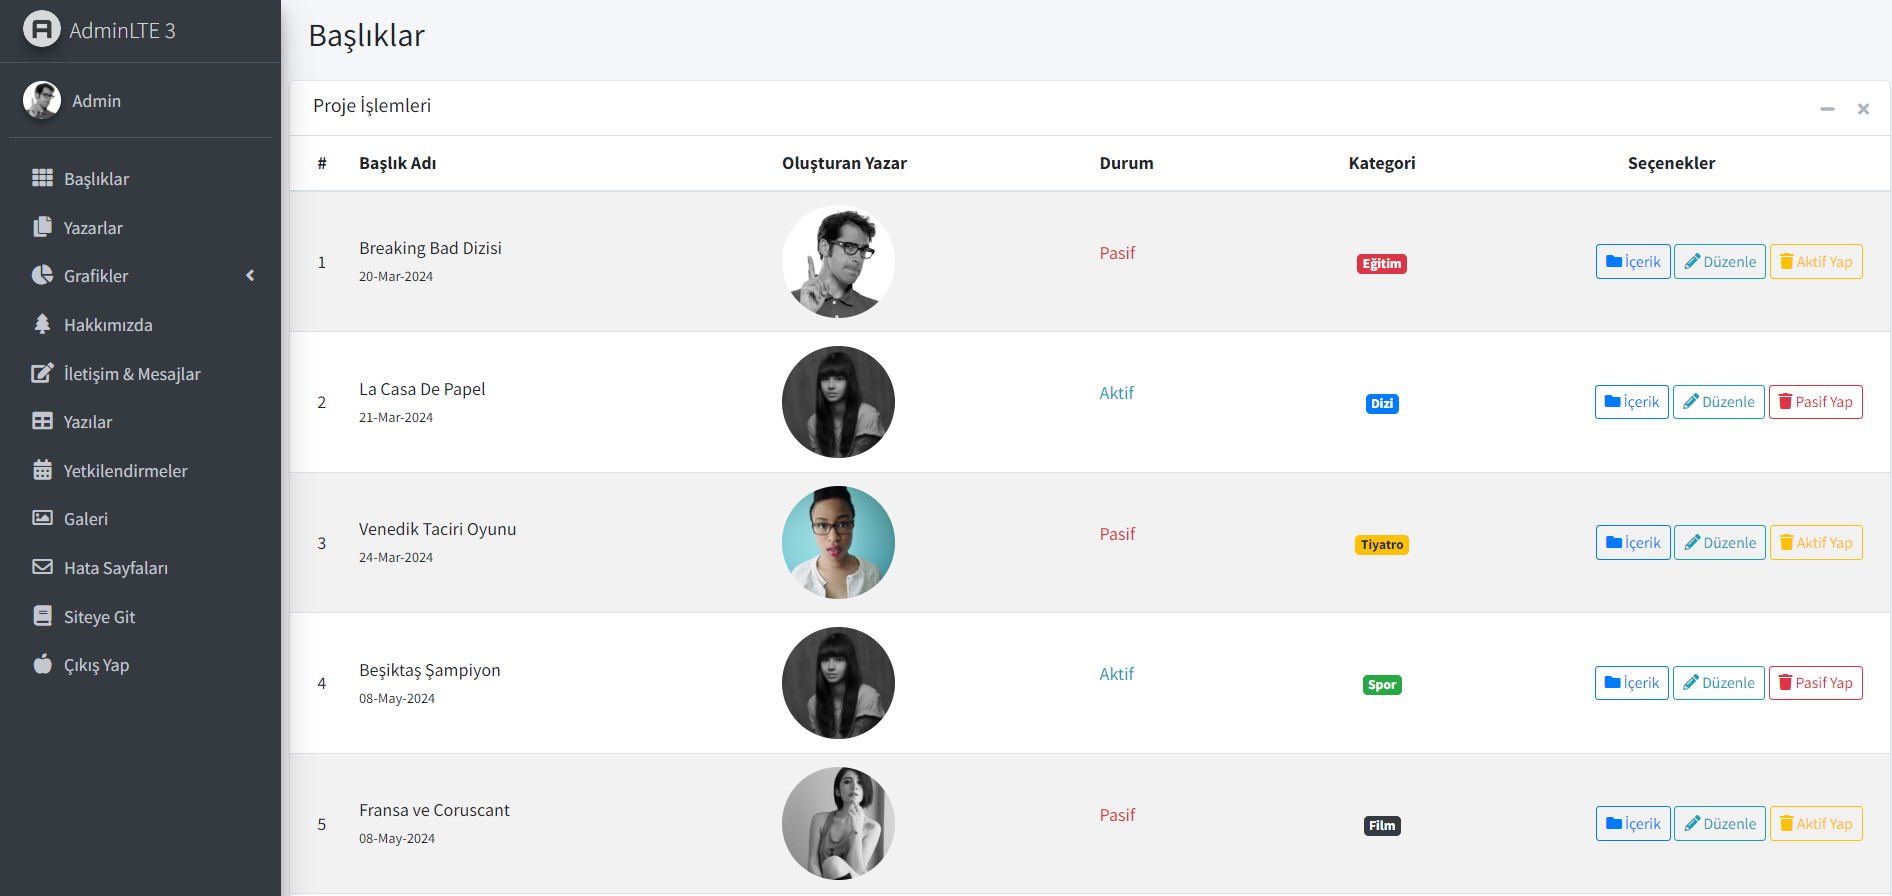 AdminLTE 3
Admin
Başlıklar
Yazarlar
Grafikler
Hakkımızda
İletişim & Mesajlar
Yazılar
Yetkilendirmeler
Galeri
Hata Sayfaları
Siteye Git
Çıkış Yap
Başlıklar
Proje İşlemleri
# Başlık Adı Oluşturan Yazar Durum Kategori Seçenekler
1 Breaking Bad Dizisi Pasif Eğitim İçerik Düzenle Aktif Yap
20-Mar-2024
2 La Casa De Papel Aktif Dizi İçerik Düzenle Pasif Yap
21-Mar-2024
3 Venedik Taciri Oyunu Pasif Tiyatro İçerik Düzenle Aktif Yap
24-Mar-2024
4 Beşiktaş Şampiyon Aktif Spor İçerik Düzenle Pasif Yap
08-May-2024
5 Fransa ve Coruscant Pasif Film İçerik Düzenle Aktif Yap
08-May-2024